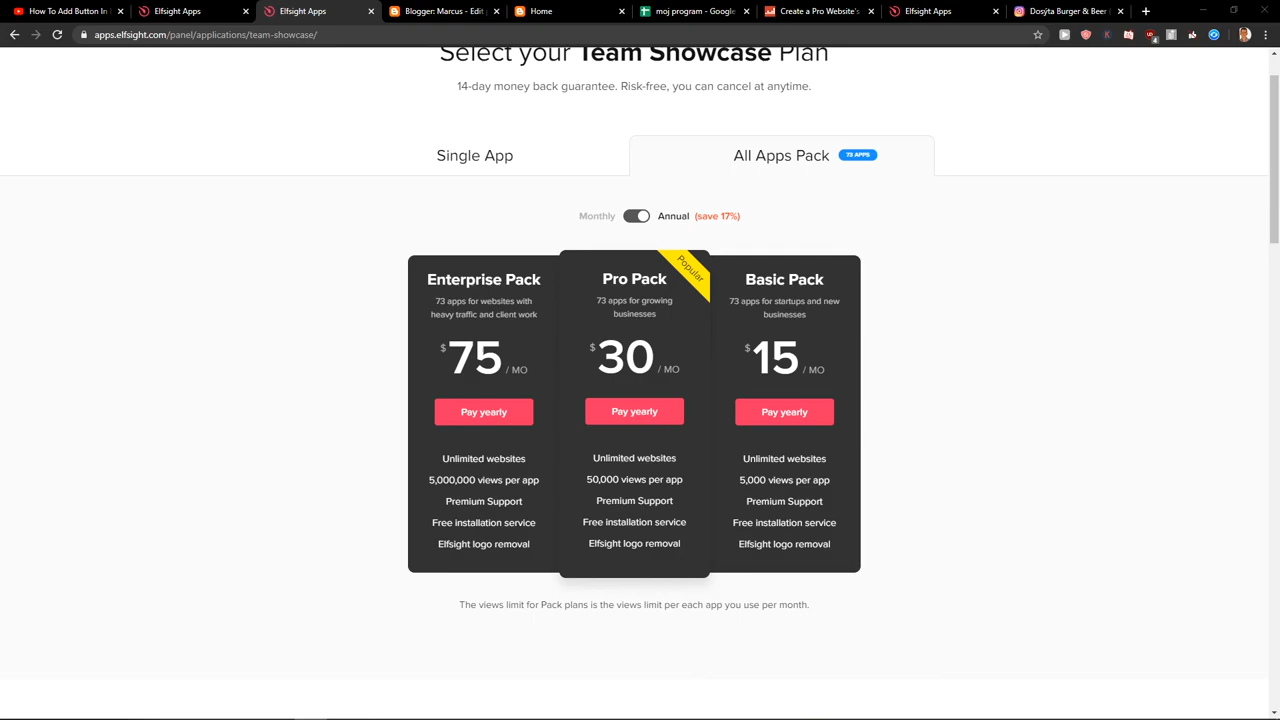 How To Add Button In
Elfsight Apps
Elfsight Apps
Blogger: Marcus - Edit
Home
moj program - Google
Create a Pro Website's
Elfsight Apps
Dosýta Burger & Beer (
apps.elfsight.com/panel/applications/team-showcase/
Select your Team Showcase Plan
14-day money back guarantee. Risk-free, you can cancel at anytime.
Single App
All Apps Pack 73 APPS
Monthly Annual (save 17%)
Enterprise Pack
73 apps for websites with
heavy traffic and client work
$75 / MO
Pay yearly
Unlimited websites
5,000,000 views per app
Premium Support
Free installation service
Elfsight logo removal
Popular
Pro Pack
73 apps for growing
businesses
$30 / MO
Pay yearly
Unlimited websites
50,000 views per app
Premium Support
Free installation service
Elfsight logo removal
Basic Pack
73 apps for startups and new
businesses
$15 / MO
Pay yearly
Unlimited websites
5,000 views per app
Premium Support
Free installation service
Elfsight logo removal
The views limit for Pack plans is the views limit per each app you use per month.